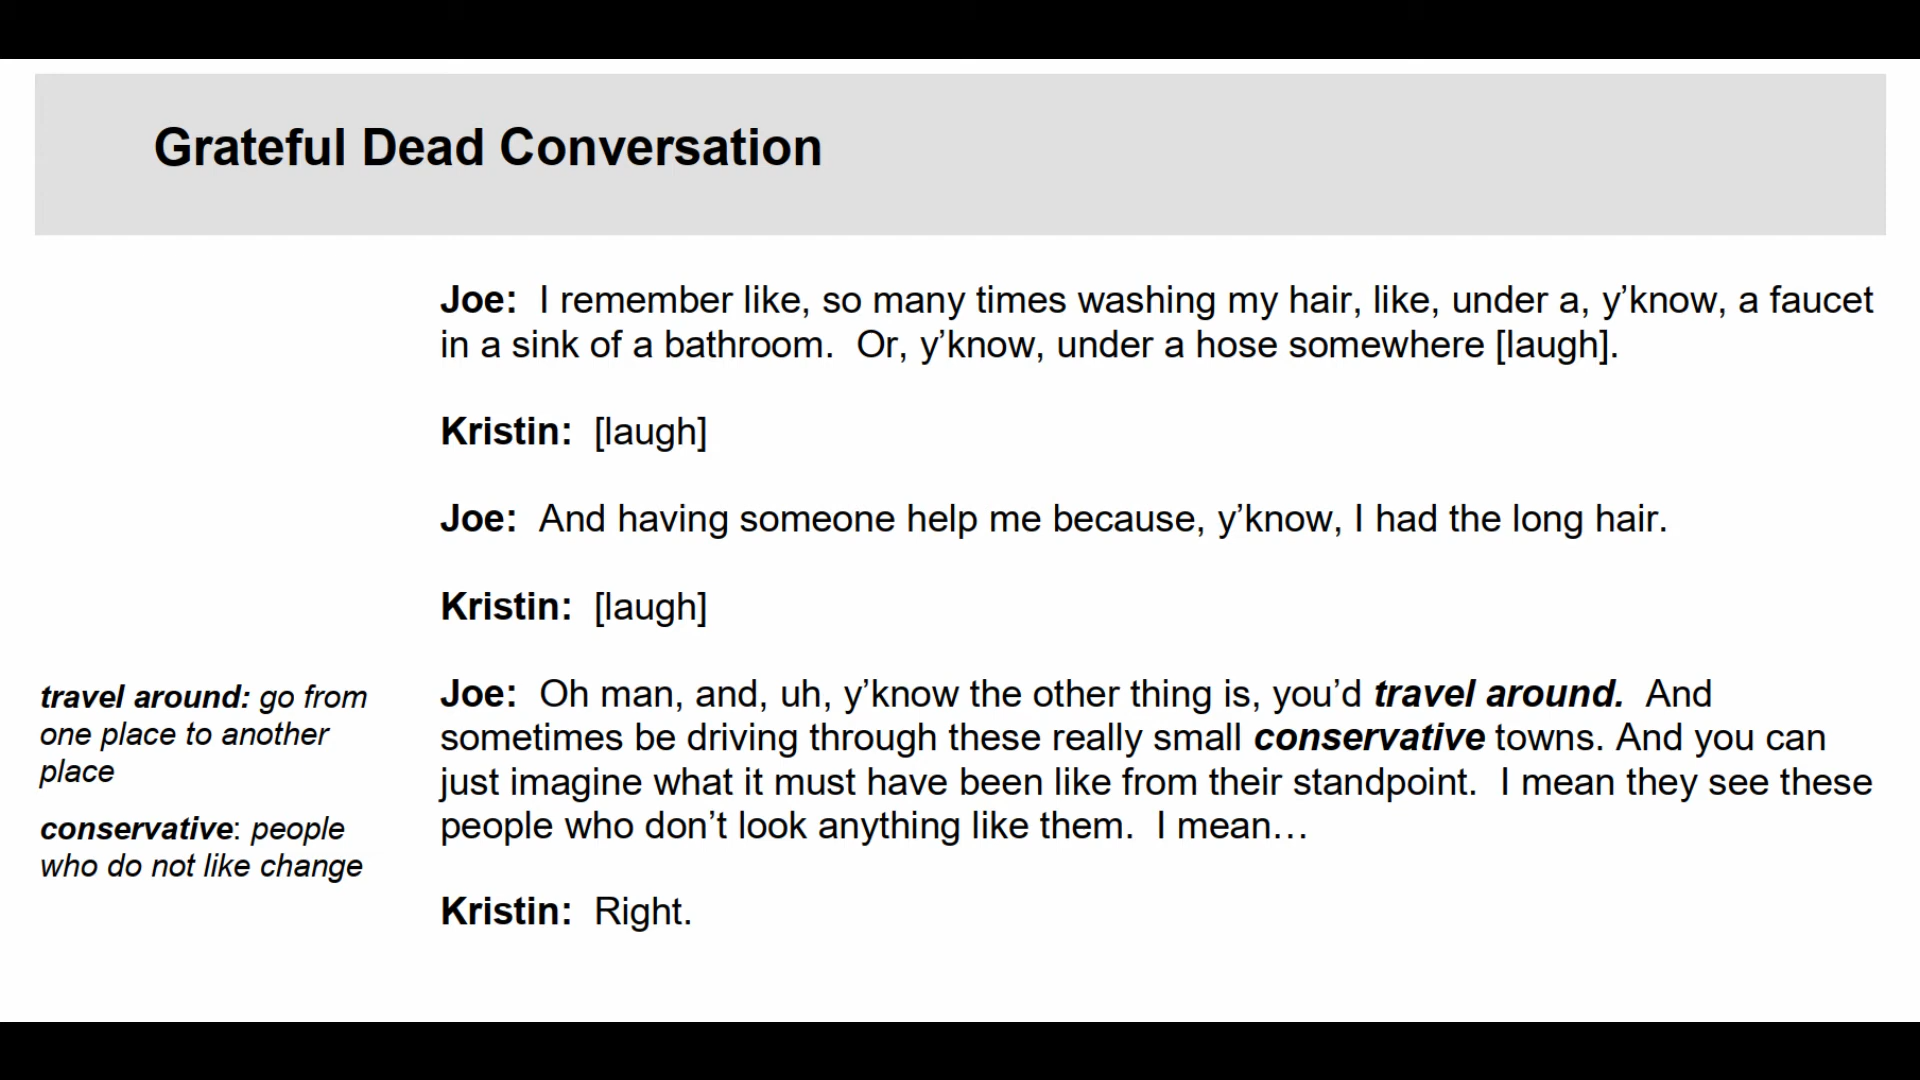 Grateful Dead Conversation
Joe: I remember like, so many times washing my hair, like, under a, y’know, a faucet
in a sink of a bathroom. Or, y’know, under a hose somewhere [laugh].
Kristin: [laugh]
Joe: And having someone help me because, y’know, I had the long hair.
Kristin: [laugh]
travel around: go from
one place to another
place
conservative: people
who do not like change
Joe: Oh man, and, uh, y’know the other thing is, you’d travel around. And
sometimes be driving through these really small conservative towns. And you can
just imagine what it must have been like from their standpoint. I mean they see these
people who don’t look anything like them. I mean…
Kristin: Right.